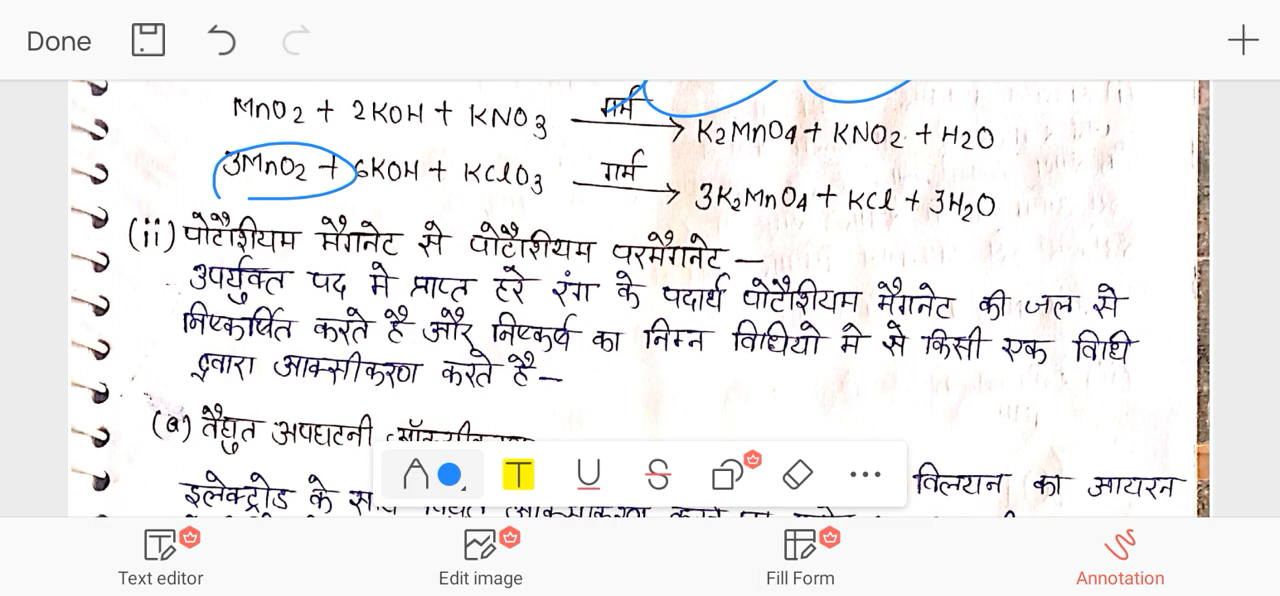 Done
MnO2 + 2KOH + KNO3 गर्म → K2MnO4 + KNO2 + H2O
3MnO2 + 6KOH + KClO3 गर्म → 3K2MnO4 + KCl + 3H2O
(ii) पोटैशियम मैंगनेट से पोटैशियम परमैंगनेट —
उपर्युक्त पद मे प्राप्त हरे रंग के पदार्थ पोटैशियम मैंगनेट की जल से
निष्कर्षित करते है और निष्कर्ष का निम्न विधियो मे से किसी एक विधि
द्वारा आक्सीकरण करते है —
(a) वैद्युत अपघटनी
इलेक्ट्रोड के विलयन का आयरन
T U S
Text editor Edit image Fill Form Annotation